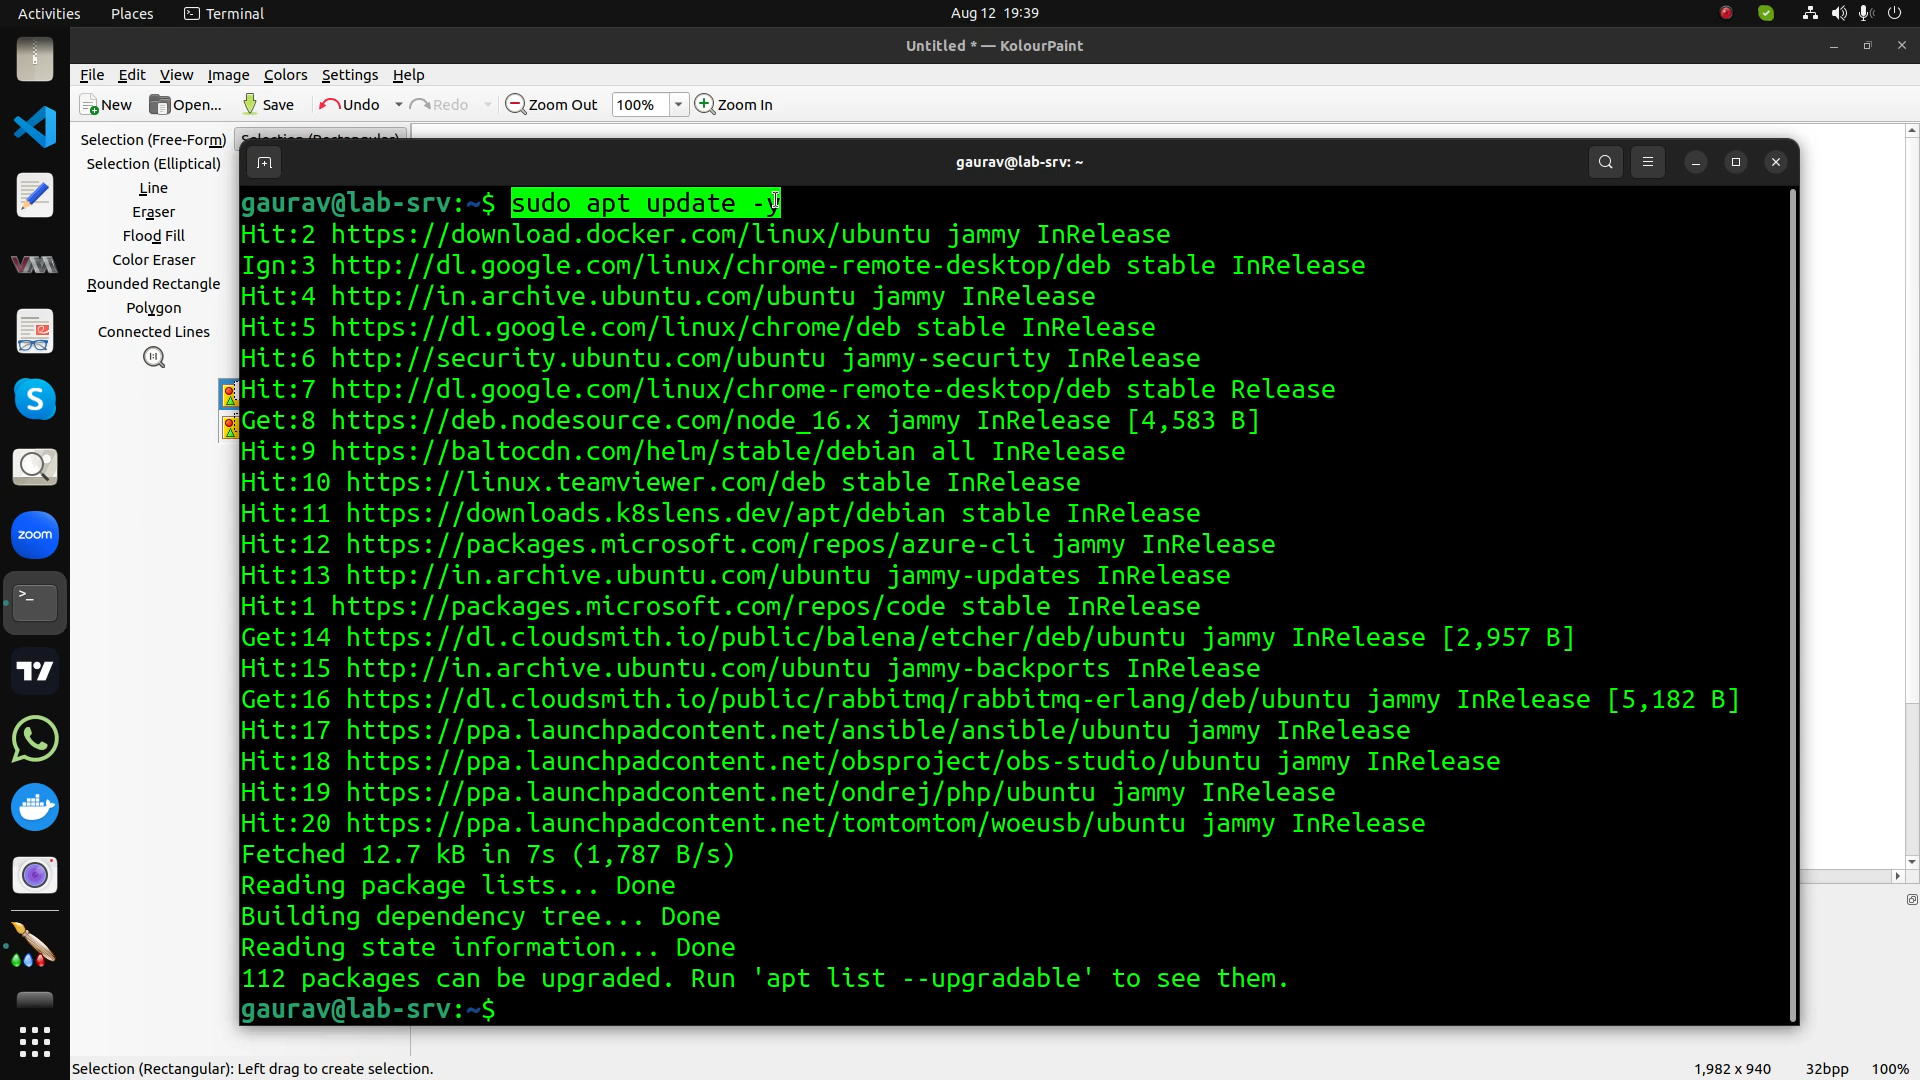 Activities Places Terminal Aug 12 19:39
Untitled * — KolourPaint
File Edit View Image Colors Settings Help
New Open... Save Undo Redo Zoom Out 100% Zoom In
Selection (Free-Form) Selection (Rectangular)
Selection (Elliptical)
Line
Eraser
Flood Fill
Color Eraser
Rounded Rectangle
Polygon
Connected Lines
zoom
gaurav@lab-srv: ~
gaurav@lab-srv:~$ sudo apt update -y
Hit:2 https://download.docker.com/linux/ubuntu jammy InRelease
Ign:3 http://dl.google.com/linux/chrome-remote-desktop/deb stable InRelease
Hit:4 http://in.archive.ubuntu.com/ubuntu jammy InRelease
Hit:5 https://dl.google.com/linux/chrome/deb stable InRelease
Hit:6 http://security.ubuntu.com/ubuntu jammy-security InRelease
Hit:7 http://dl.google.com/linux/chrome-remote-desktop/deb stable Release
Get:8 https://deb.nodesource.com/node_16.x jammy InRelease [4,583 B]
Hit:9 https://baltocdn.com/helm/stable/debian all InRelease
Hit:10 https://linux.teamviewer.com/deb stable InRelease
Hit:11 https://downloads.k8slens.dev/apt/debian stable InRelease
Hit:12 https://packages.microsoft.com/repos/azure-cli jammy InRelease
Hit:13 http://in.archive.ubuntu.com/ubuntu jammy-updates InRelease
Hit:1 https://packages.microsoft.com/repos/code stable InRelease
Get:14 https://dl.cloudsmith.io/public/balena/etcher/deb/ubuntu jammy InRelease [2,957 B]
Hit:15 http://in.archive.ubuntu.com/ubuntu jammy-backports InRelease
Get:16 https://dl.cloudsmith.io/public/rabbitmq/rabbitmq-erlang/deb/ubuntu jammy InRelease [5,182 B]
Hit:17 https://ppa.launchpadcontent.net/ansible/ansible/ubuntu jammy InRelease
Hit:18 https://ppa.launchpadcontent.net/obsproject/obs-studio/ubuntu jammy InRelease
Hit:19 https://ppa.launchpadcontent.net/ondrej/php/ubuntu jammy InRelease
Hit:20 https://ppa.launchpadcontent.net/tomtomtom/woeusb/ubuntu jammy InRelease
Fetched 12.7 kB in 7s (1,787 B/s)
Reading package lists... Done
Building dependency tree... Done
Reading state information... Done
112 packages can be upgraded. Run 'apt list --upgradable' to see them.
gaurav@lab-srv:~$
Selection (Rectangular): Left drag to create selection. 1,982 x 940 32bpp 100%